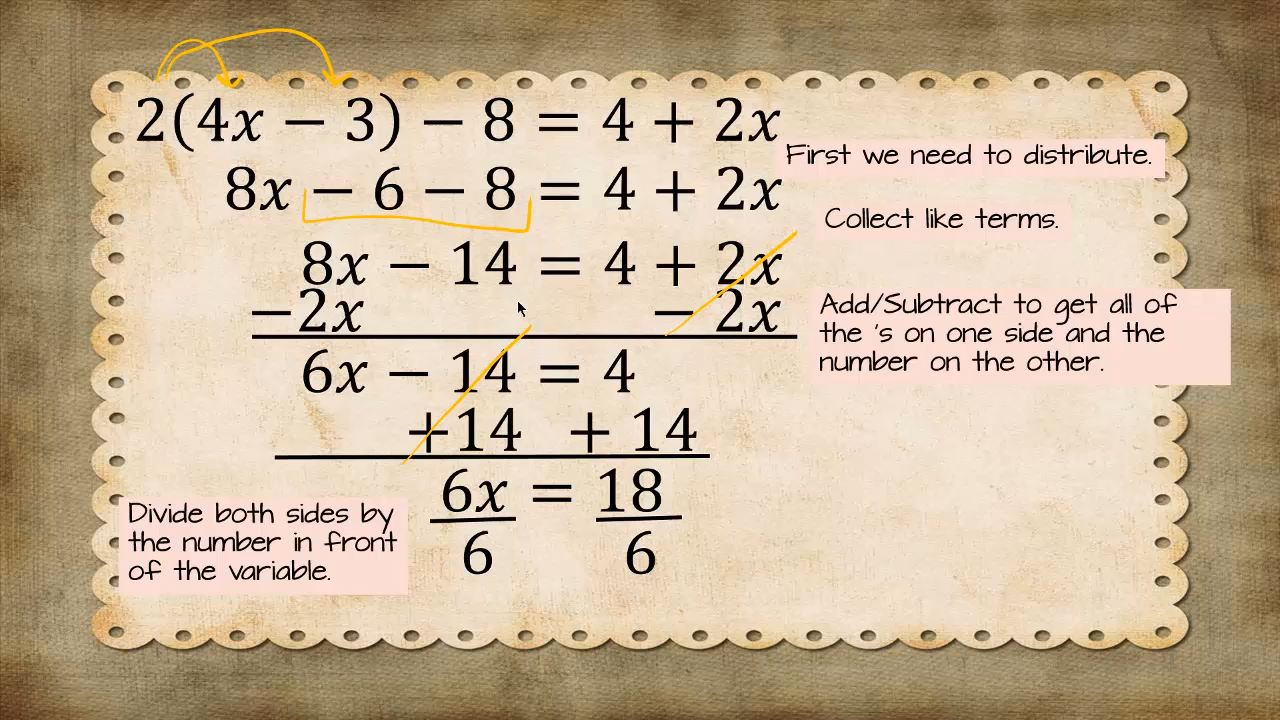 2(4x − 3) − 8 = 4 + 2x
First we need to distribute.
8x − 6 − 8 = 4 + 2x
Collect like terms.
8x − 14 = 4 + 2x
−2x − 2x
Add/Subtract to get all of
the 's on one side and the
number on the other.
6x − 14 = 4
+14 + 14
6x = 18
6 6
Divide both sides by
the number in front
of the variable.